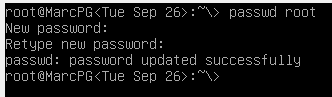 root@MarcPG<Tue Sep 26>:~\> passwd root
New password:
Retype new password:
passwd: password updated successfully
root@MarcPG<Tue Sep 26>:~\>